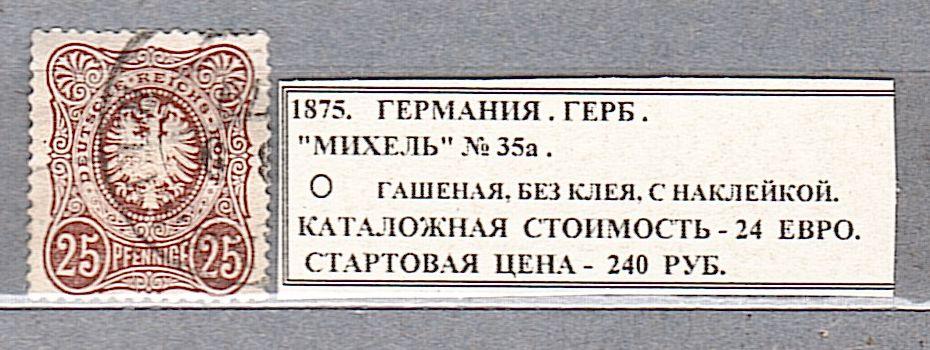 DEUTSCHE REICHS-POST
25 PFENNIGE 25
1875. ГЕРМАНИЯ. ГЕРБ.
"МИХЕЛЬ" № 35а.
ГАШЕНАЯ, БЕЗ КЛЕЯ, С НАКЛЕЙКОЙ.
КАТАЛОЖНАЯ СТОИМОСТЬ - 24 ЕВРО.
СТАРТОВАЯ ЦЕНА - 240 РУБ.